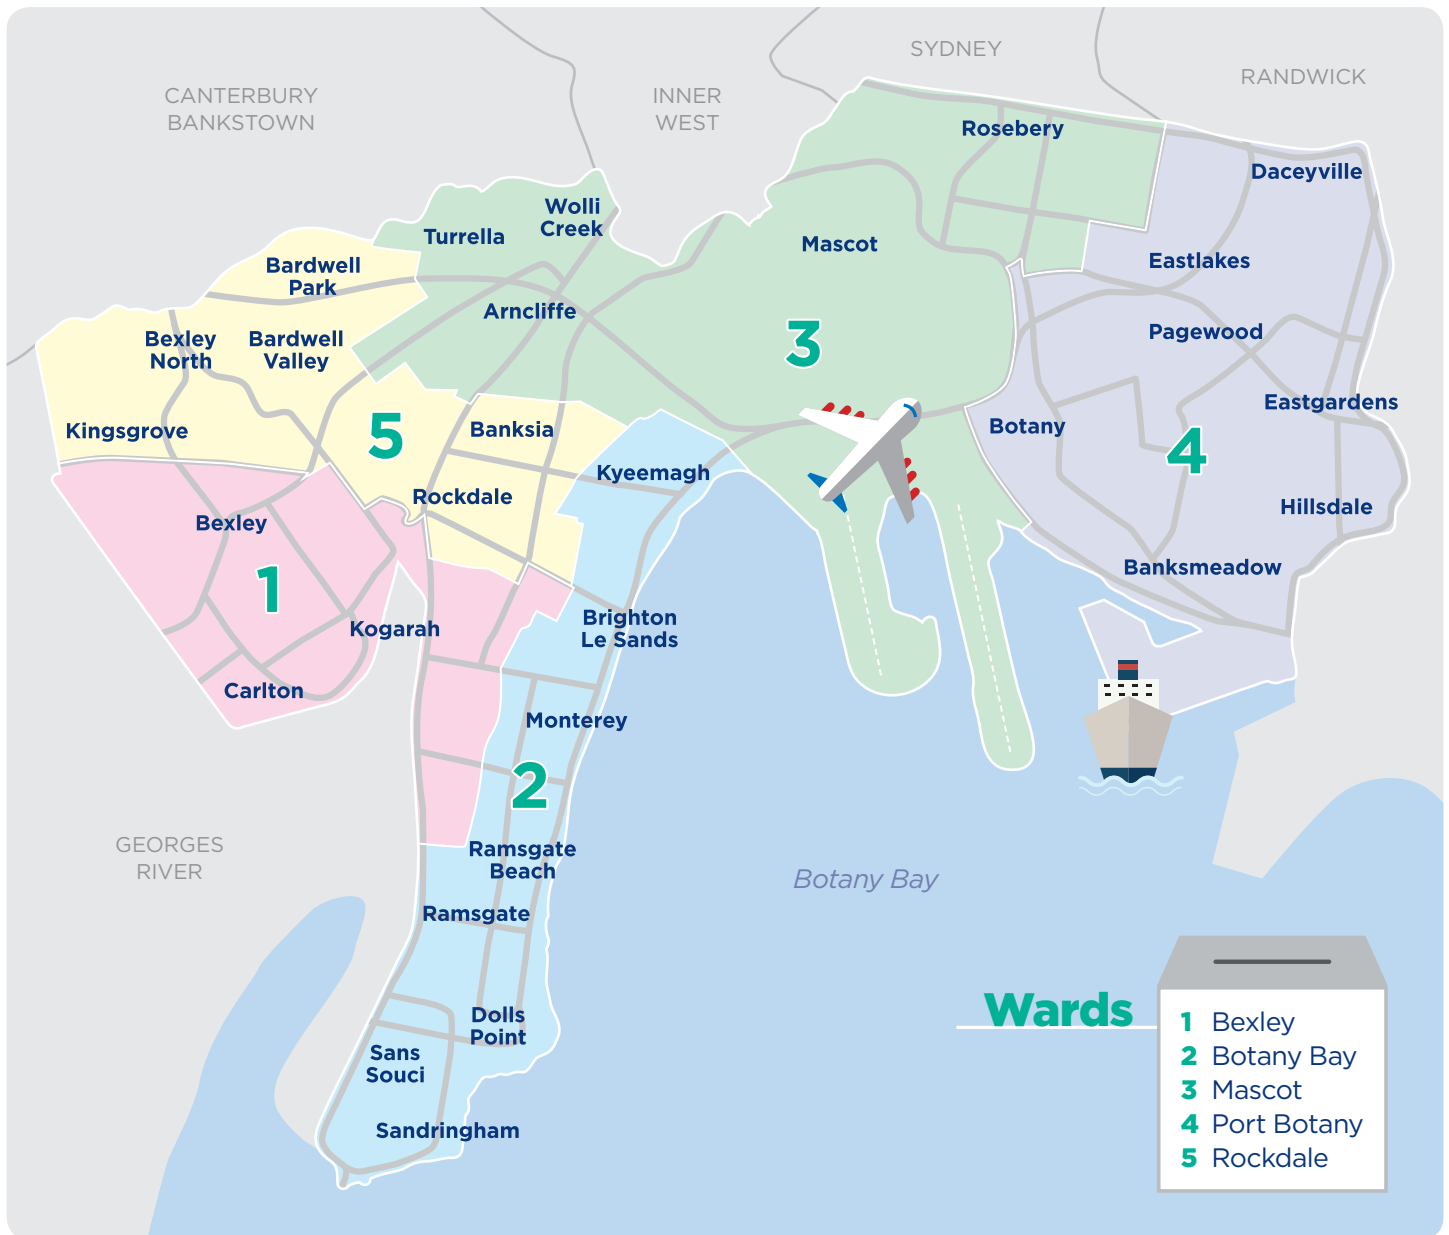 SYDNEY
RANDWICK
CANTERBURY
BANKSTOWN
INNER
WEST
Rosebery
Daceyville
Wolli
Creek
Turrella
Mascot
Eastlakes
Bardwell
Park
Arncliffe
3
Pagewood
Bexley
North
Bardwell
Valley
Eastgardens
Kingsgrove
5
Banksia
Botany
4
Kyeemagh
Rockdale
Hillsdale
Bexley
Banksmeadow
1
Brighton
Le Sands
Kogarah
Carlton
Monterey
2
GEORGES
RIVER
Ramsgate
Beach
Botany Bay
Ramsgate
Dolls
Point
Sans
Souci
Sandringham
Wards
1 Bexley
2 Botany Bay
3 Mascot
4 Port Botany
5 Rockdale